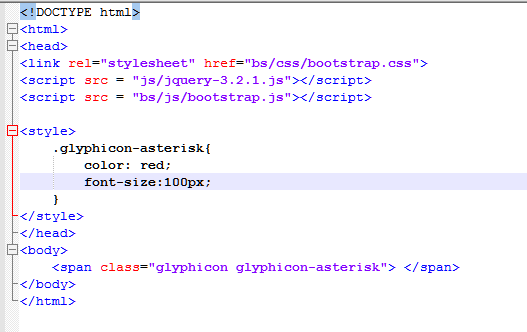 <!DOCTYPE html>
<html>
<head>
<link rel="stylesheet" href="bs/css/bootstrap.css">
<script src = "js/jquery-3.2.1.js"></script>
<script src = "bs/js/bootstrap.js"></script>
<style>
.glyphicon-asterisk{
color: red;
font-size:100px;
}
</style>
</head>
<body>
<span class="glyphicon glyphicon-asterisk"> </span>
</body>
</html>